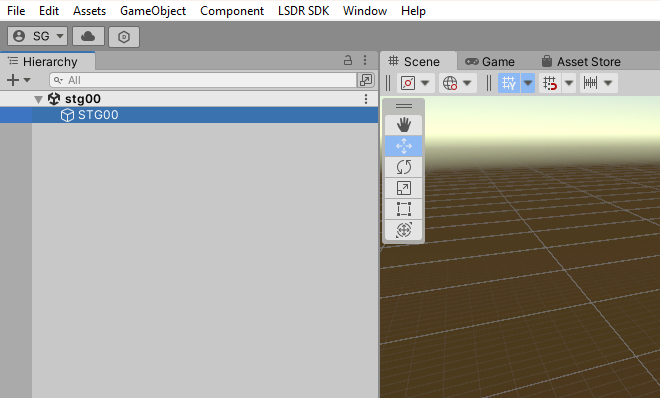 File Edit Assets GameObject Component LSDR SDK Window Help
SG
Hierarchy
Scene Game Asset Store
All
stg00
STG00